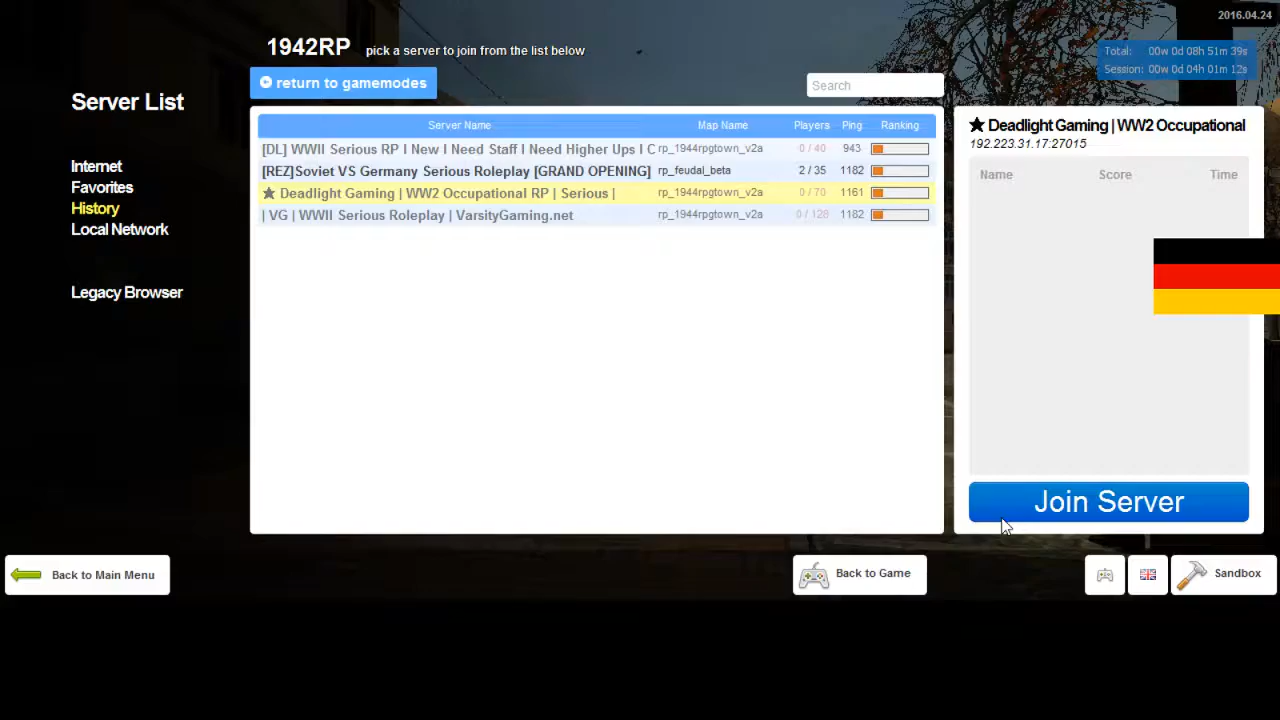 2016.04.24
1942RP pick a server to join from the list below
Total: 00w 0d 08h 51m 39s
Session: 00w 0d 04h 01m 12s
return to gamemodes
Search
Server List
Internet
Favorites
History
Local Network
Legacy Browser
Server Name Map Name Players Ping Ranking
[DL] WWII Serious RP I New I Need Staff I Need Higher Ups I C rp_1944rpgtown_v2a 0 / 40 943
[REZ]Soviet VS Germany Serious Roleplay [GRAND OPENING] rp_feudal_beta 2 / 35 1182
Deadlight Gaming | WW2 Occupational RP | Serious | rp_1944rpgtown_v2a 0 / 70 1161
| VG | WWII Serious Roleplay | VarsityGaming.net rp_1944rpgtown_v2a 0 / 128 1182
Deadlight Gaming | WW2 Occupational
192.223.31.17:27015
Name Score Time
Join Server
Back to Main Menu
Back to Game
Sandbox